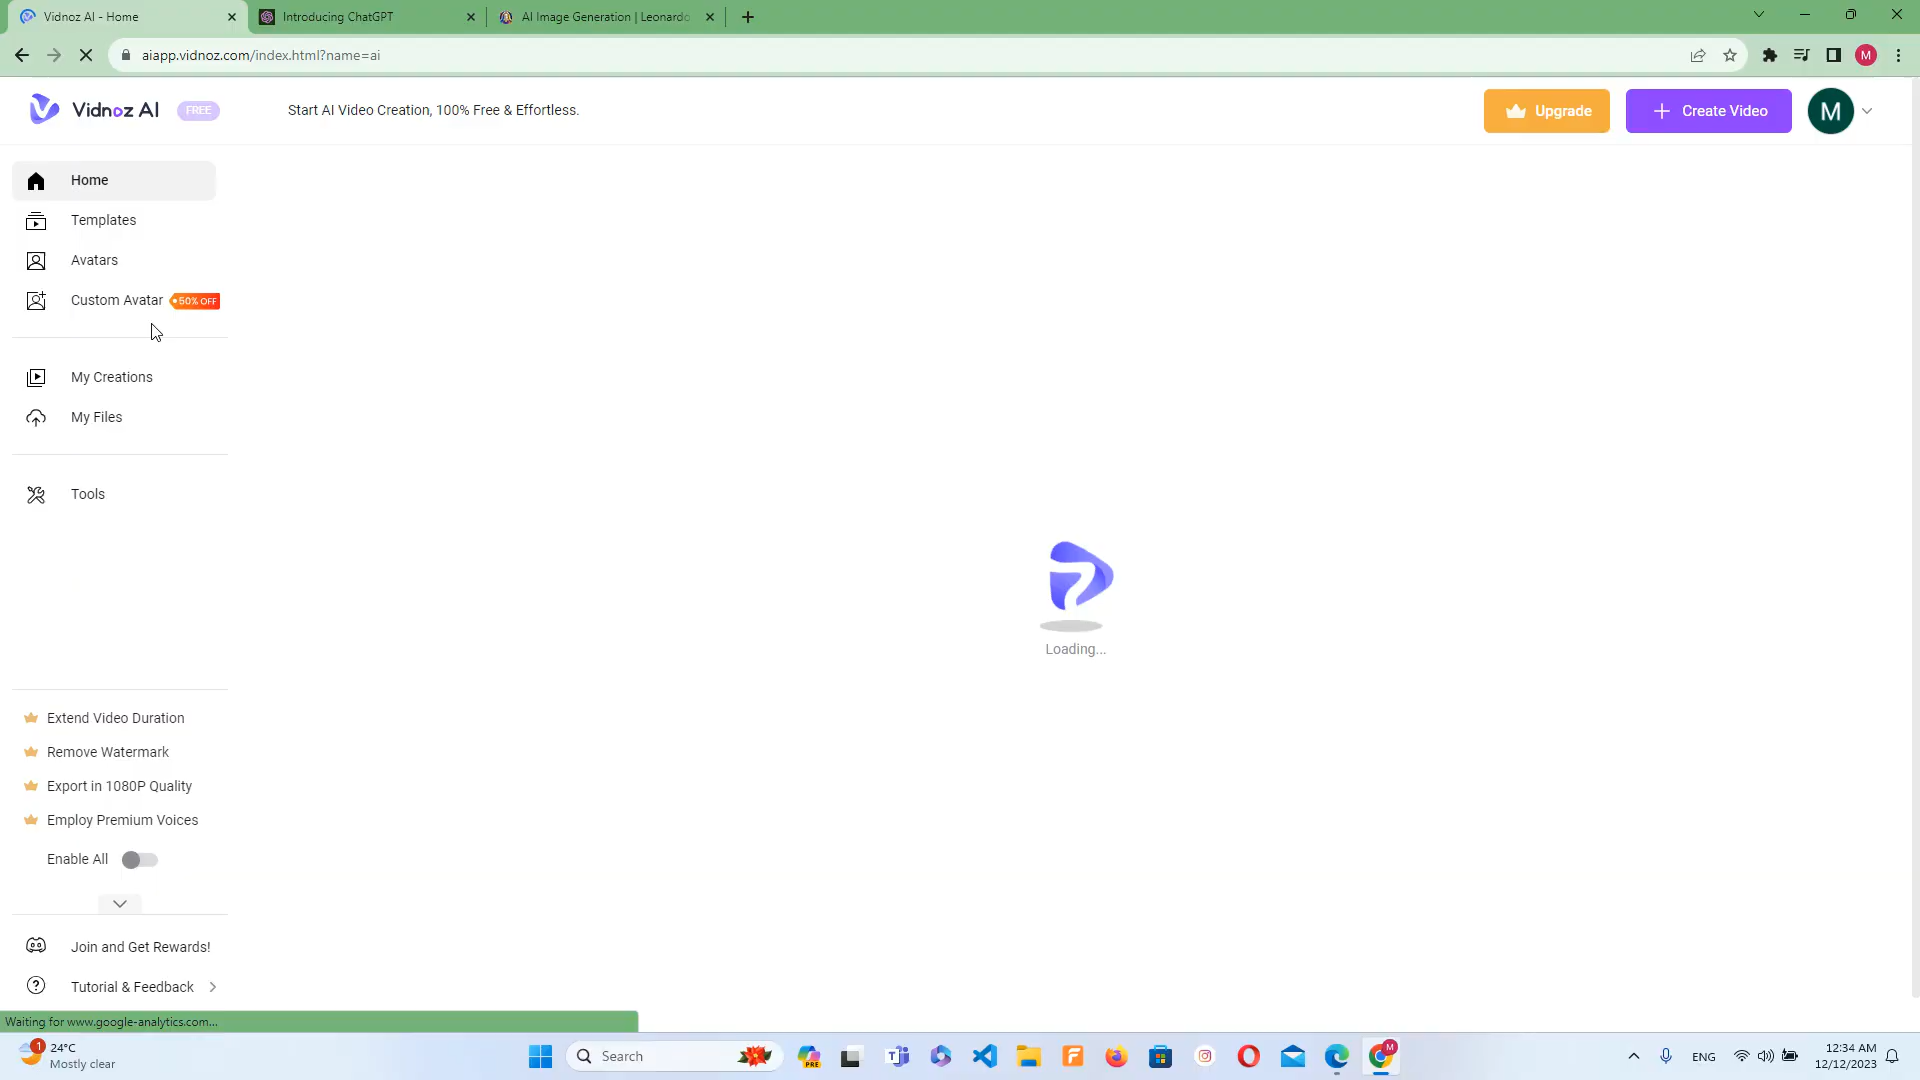 Vidnoz AI - Home
Introducing ChatGPT
AI Image Generation | Leonardo
aiapp.vidnoz.com/index.html?name=ai
M
Vidnoz AI
FREE
Start AI Video Creation, 100% Free & Effortless.
Upgrade
Create Video
M
Home
Templates
Avatars
Custom Avatar
50% OFF
My Creations
My Files
Tools
Loading...
Extend Video Duration
Remove Watermark
Export in 1080P Quality
Employ Premium Voices
Enable All
Join and Get Rewards!
Tutorial & Feedback
Waiting for www.google-analytics.com...
1
24°C
Mostly clear
Search
PRE
M
ENG
12:34 AM
12/12/2023